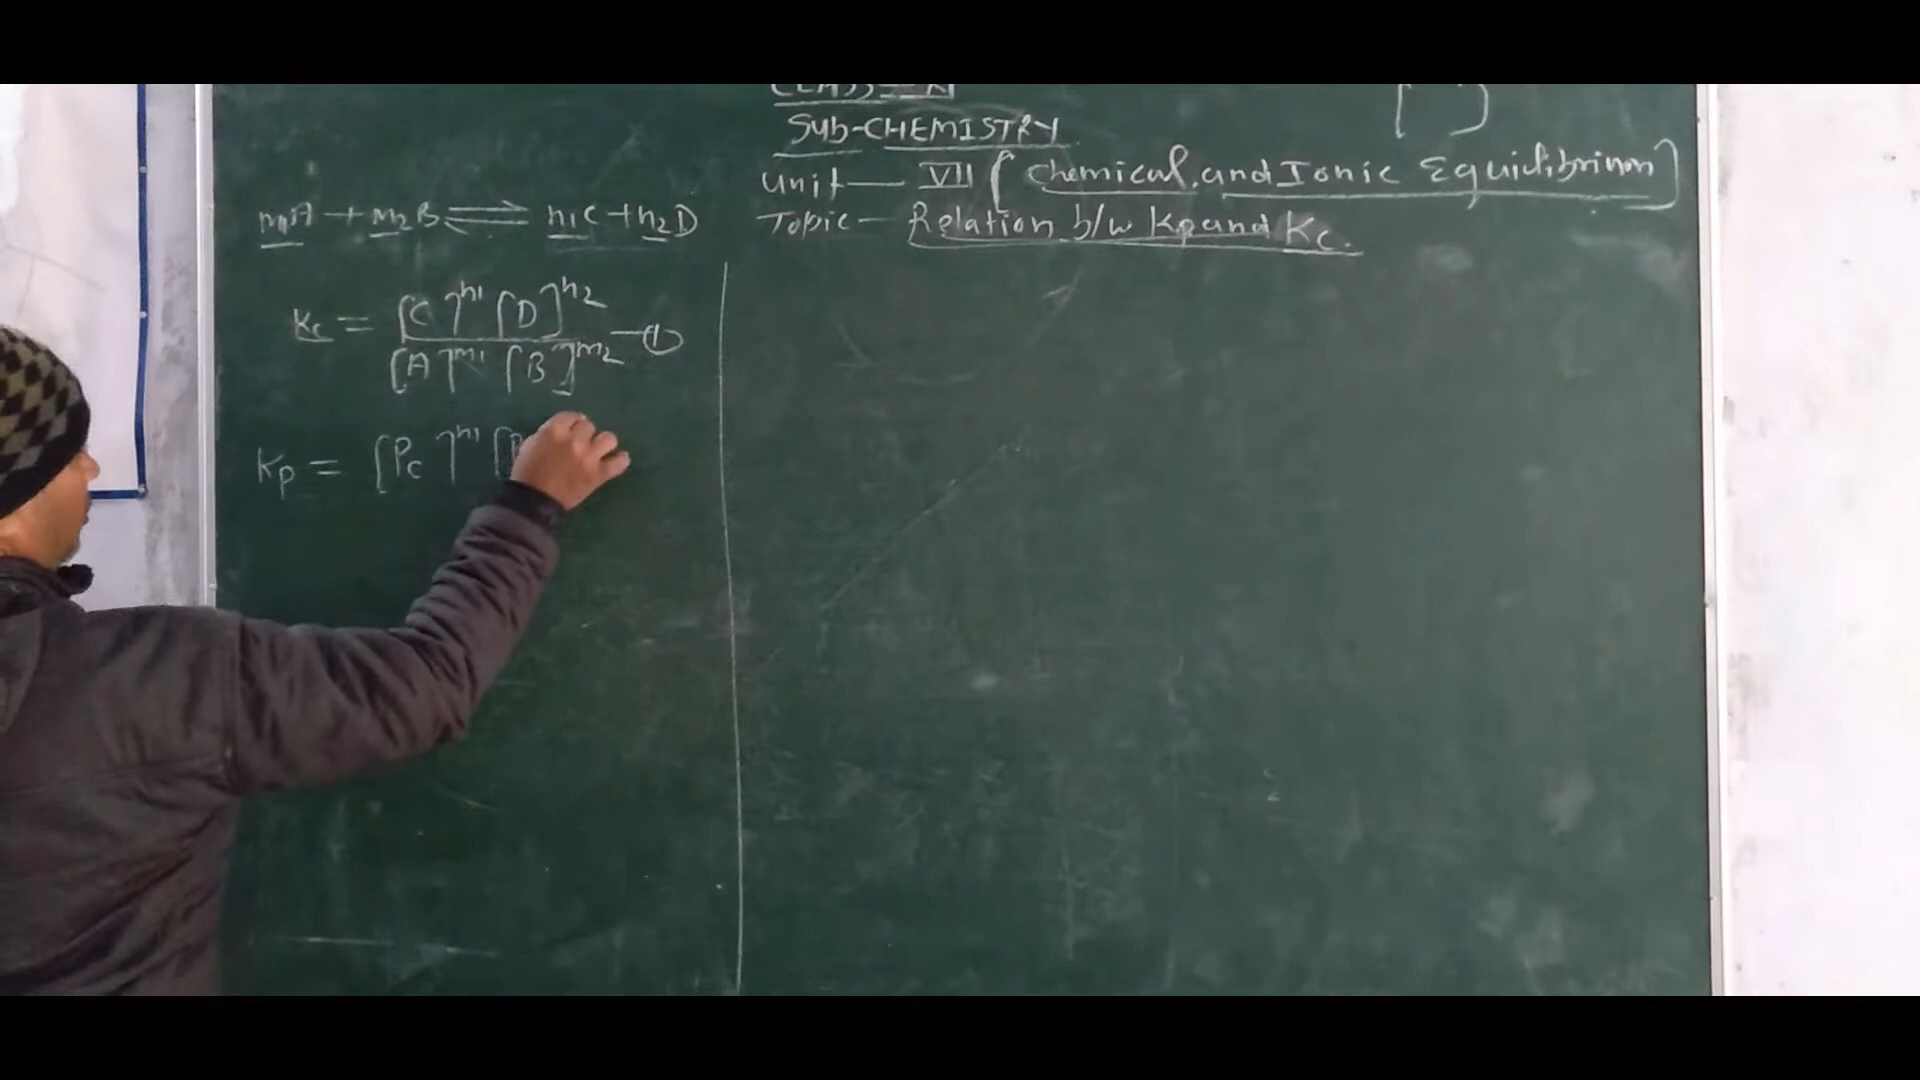 Sub-CHEMISTRY
Unit — VII [Chemical and Ionic Equilibrium]
Topic — Relation b/w Kp and Kc.
m1A + m2B ⇌ n1C + n2D
Kc = [C]^n1 [D]^n2 / [A]^m1 [B]^m2 — ①
Kp = [Pc]^n1 [